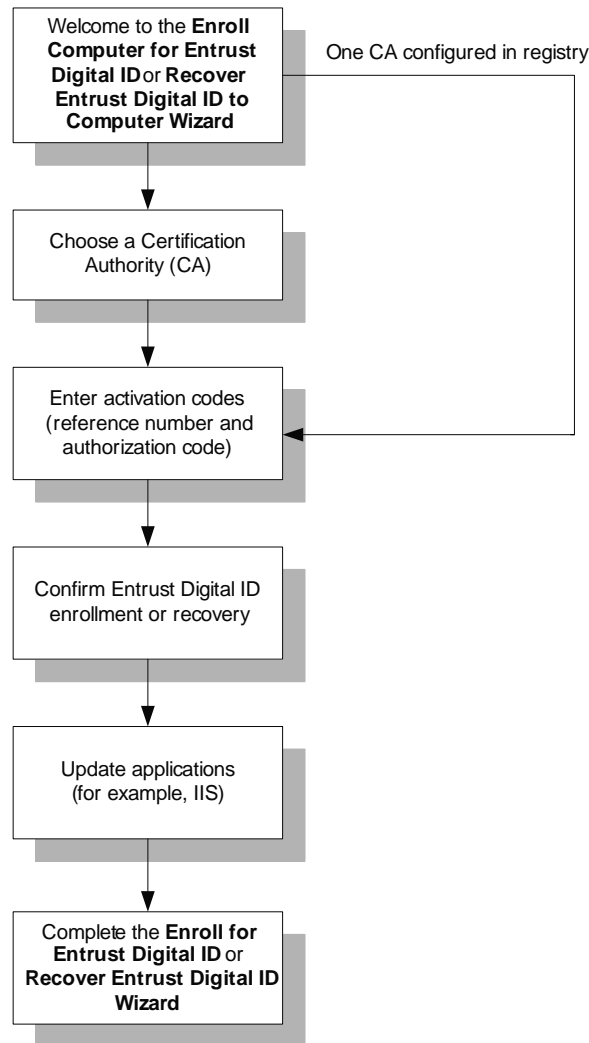 Welcome to the Enroll
Computer for Entrust
Digital ID or Recover
Entrust Digital ID to
Computer Wizard
One CA configured in registry
Choose a Certification
Authority (CA)
Enter activation codes
(reference number and
authorization code)
Confirm Entrust Digital ID
enrollment or recovery
Update applications
(for example, IIS)
Complete the Enroll for
Entrust Digital ID or
Recover Entrust Digital ID
Wizard